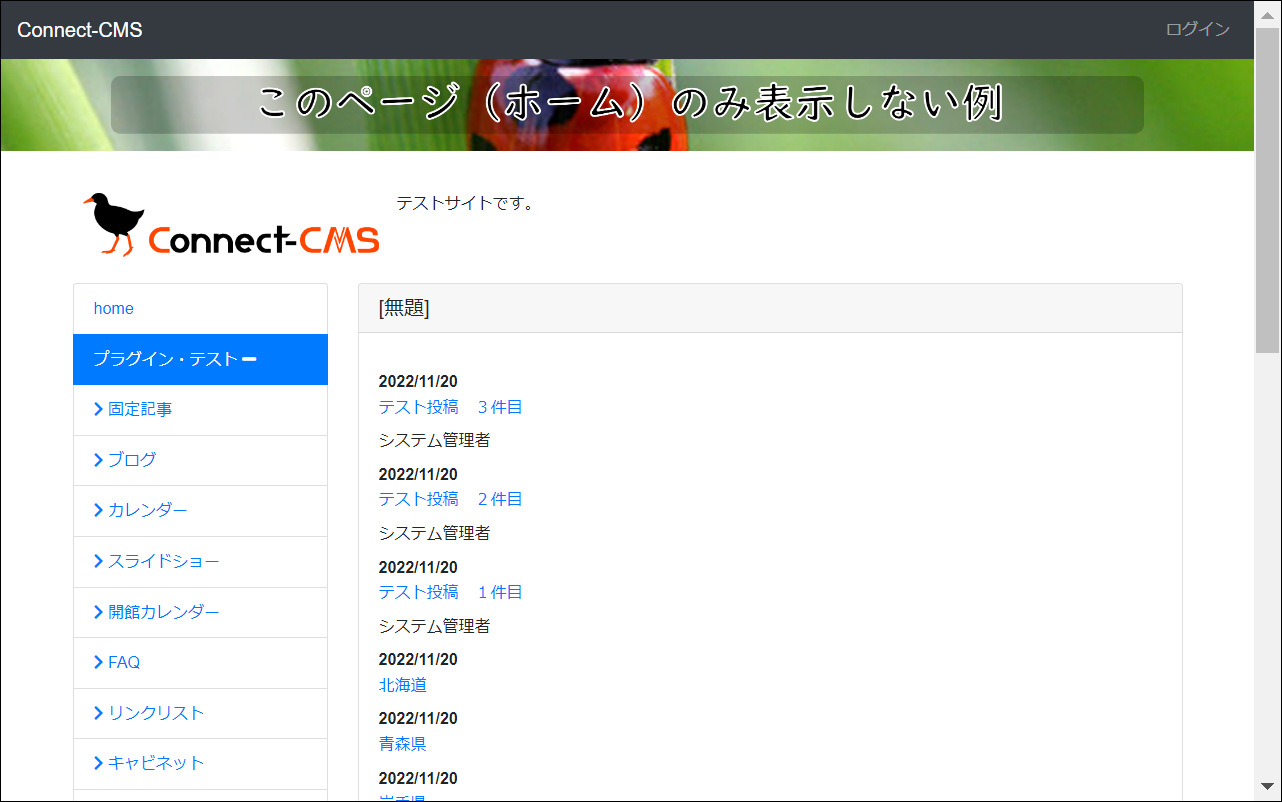 Connect-CMS
ログイン
このページ（ホーム）のみ表示しない例
Connect-CMS
テストサイトです。
home
プラグイン・テスト
固定記事
ブログ
カレンダー
スライドショー
開館カレンダー
FAQ
リンクリスト
キャビネット
[無題]
2022/11/20
テスト投稿　３件目
システム管理者
2022/11/20
テスト投稿　２件目
システム管理者
2022/11/20
テスト投稿　１件目
システム管理者
2022/11/20
北海道
2022/11/20
青森県
2022/11/20